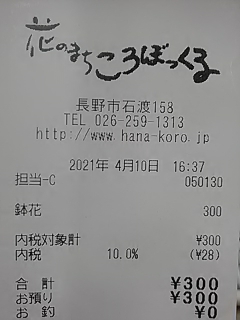 花のまちころぼっくる
長野市石渡158
TEL 026-259-1313
http://www.hana-koro.jp
2021年 4月10日 16:37
担当-C 050130
鉢花 300
内税対象計 ¥300
内税 10.0% (¥28)
合 計 ¥300
お預り ¥300
お 釣 ¥0